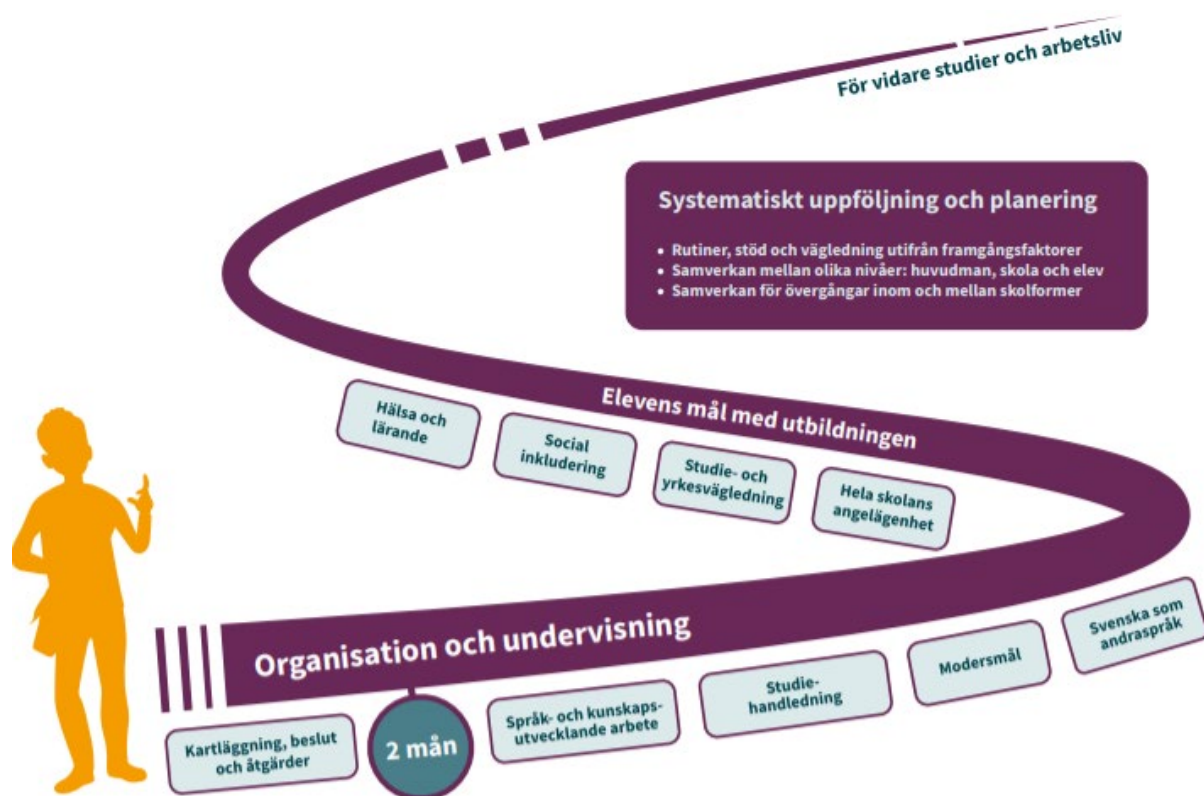 För vidare studier och arbetsliv
Systematiskt uppföljning och planering
• Rutiner, stöd och vägledning utifrån framgångsfaktorer
• Samverkan mellan olika nivåer: huvudman, skola och elev
• Samverkan för övergångar inom och mellan skolformer
Elevens mål med utbildningen
Hälsa och
lärande
Social
inkludering
Studie- och
yrkesvägledning
Hela skolans
angelägenhet
Organisation och undervisning
Kartläggning, beslut
och åtgärder
2 mån
Språk- och kunskaps-
utvecklande arbete
Studie-
handledning
Modersmål
Svenska som
andraspråk